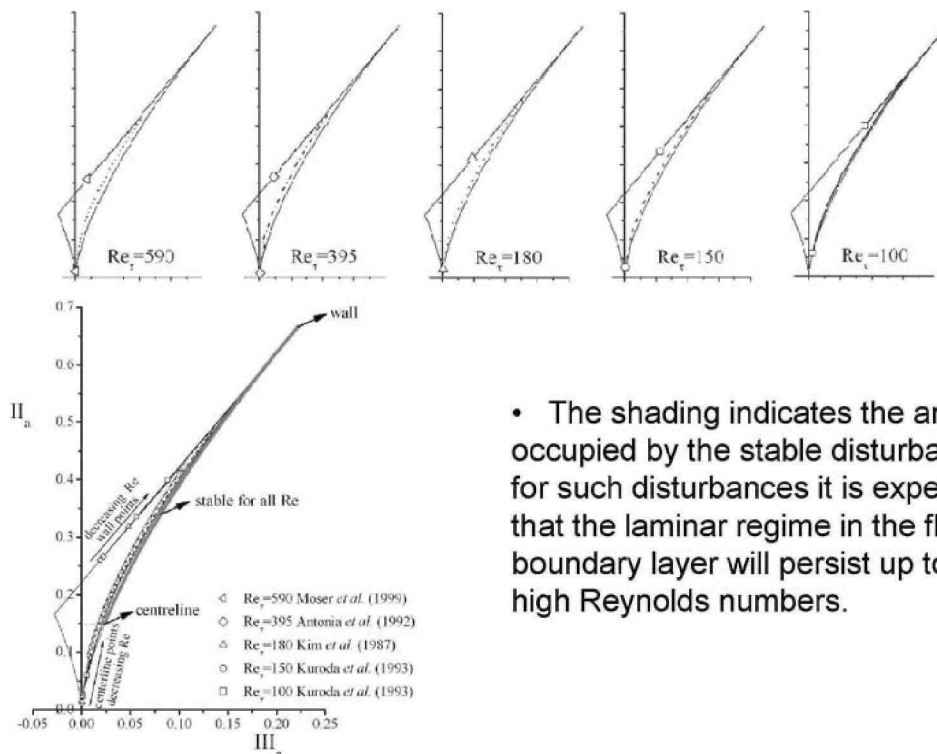 Reτ=590
Reτ=395
Reτ=180
Reτ=150
Reτ=100
0.7
0.6
0.5
0.4
0.3
0.2
0.1
0.0
IIa
wall
decreasing Re
wall points
stable for all Re
centreline
centerline points
decreasing Re
Reτ=590 Moser et al. (1999)
Reτ=395 Antonia et al. (1992)
Reτ=180 Kim et al. (1987)
Reτ=150 Kuroda et al. (1993)
Reτ=100 Kuroda et al. (1993)
-0.05 0.00 0.05 0.10 0.15 0.20 0.25
IIIa
• The shading indicates the ar
occupied by the stable disturba
for such disturbances it is expe
that the laminar regime in the fl
boundary layer will persist up to
high Reynolds numbers.